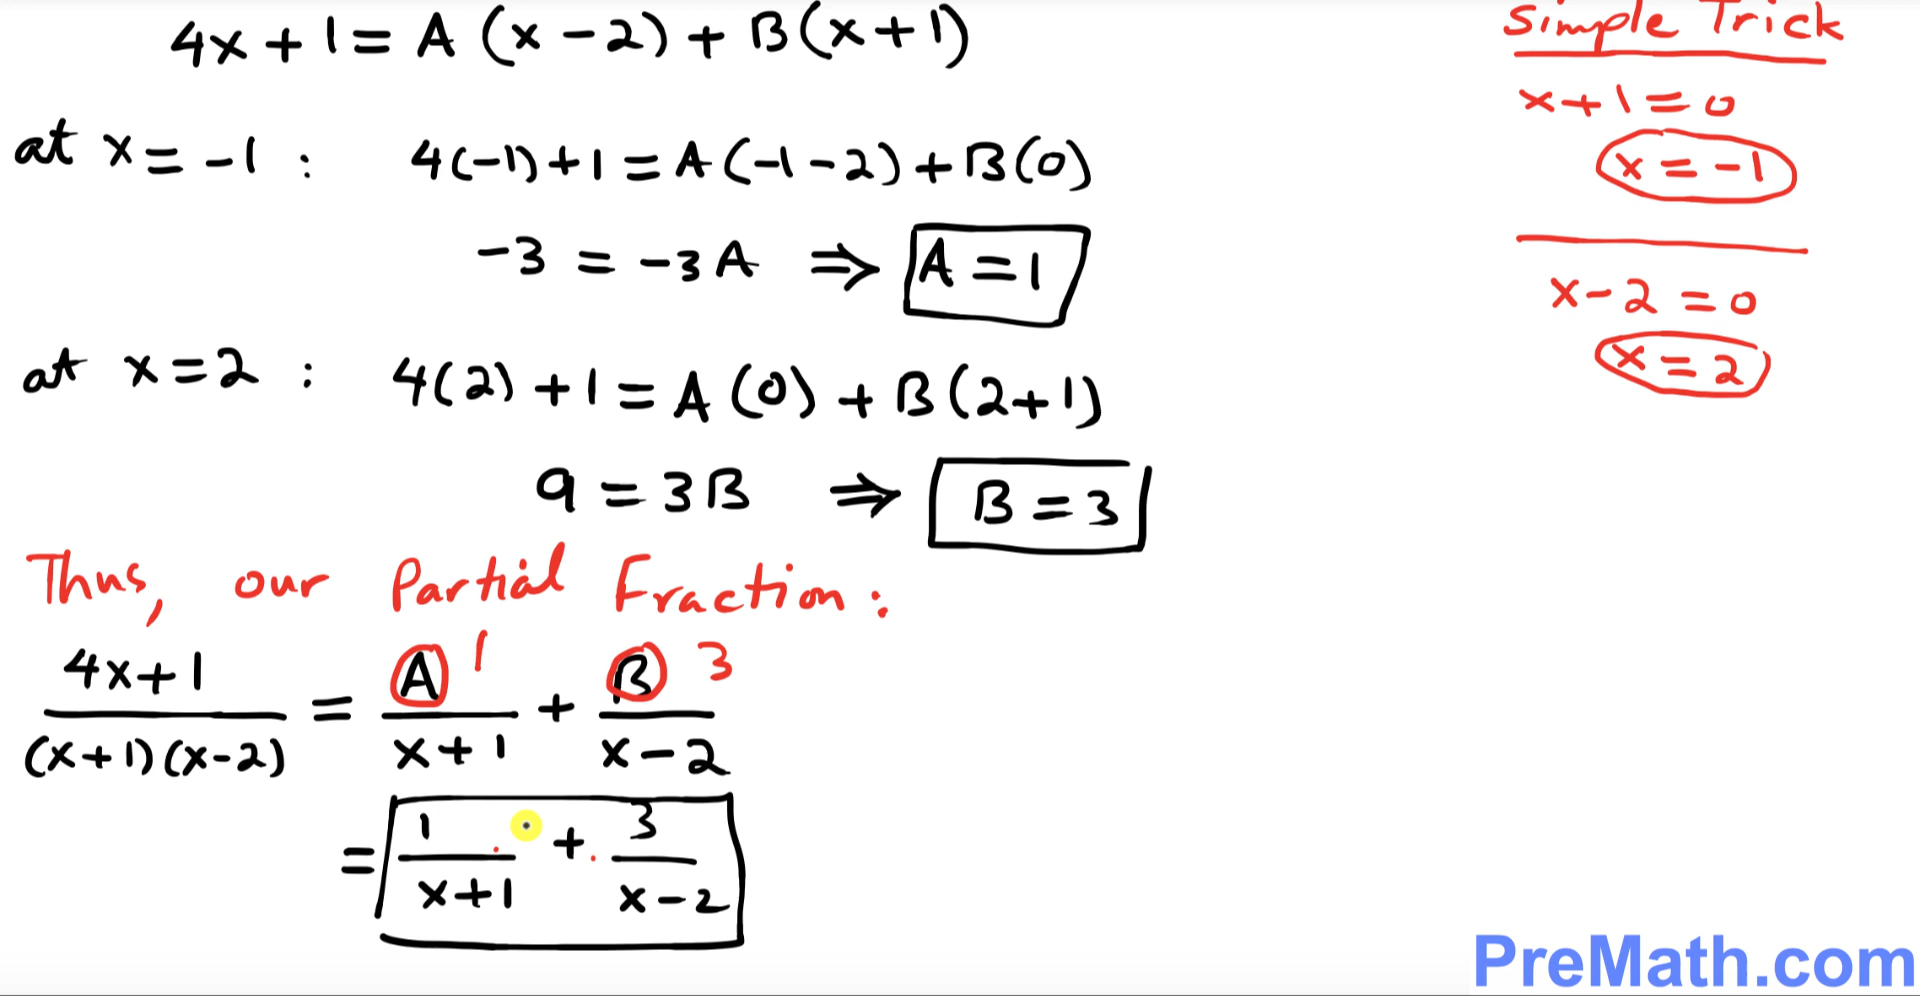 4x + 1 = A (x - 2) + B (x + 1)
at x = -1 : 4(-1) + 1 = A(-1 - 2) + B(0)
-3 = -3A ⇒ A = 1
at x = 2 : 4(2) + 1 = A(0) + B(2+1)
9 = 3B ⇒ B = 3
Thus, our Partial Fraction :
4x+1 / (x+1)(x-2) = A 1 / x+1 + B 3 / x-2
= 1 / x+1 + 3 / x-2
Simple Trick
x+1=0
x = -1
x-2 = 0
x = 2
PreMath.com